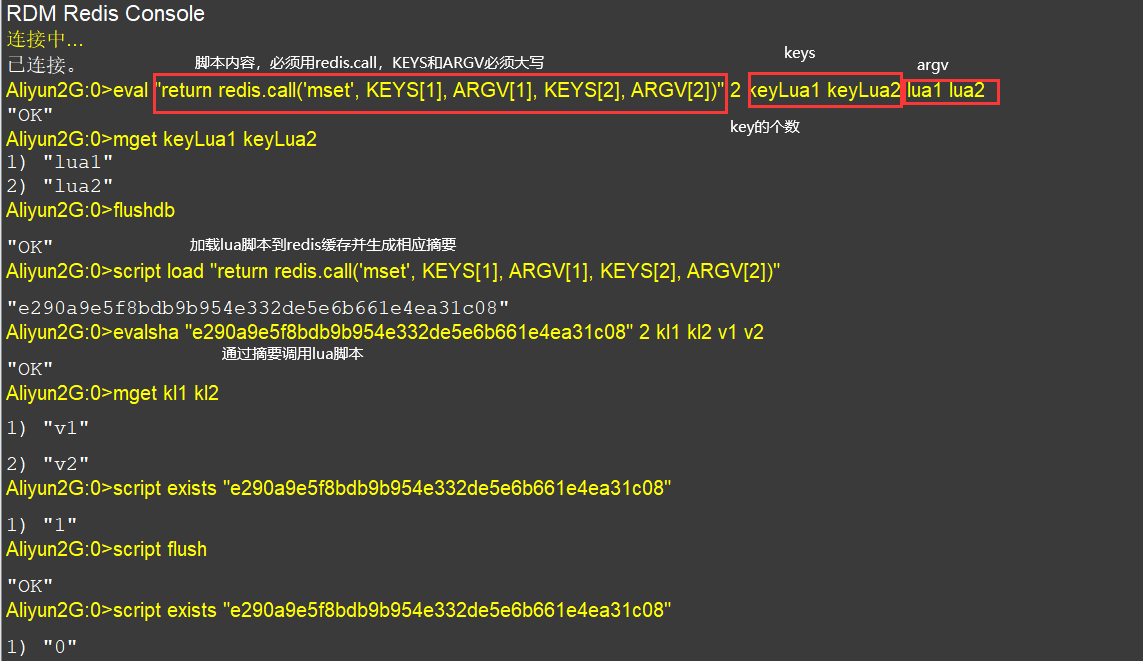 RDM Redis Console
连接中...
已连接。
脚本内容，必须用redis.call，KEYS和ARGV必须大写
keys
argv
Aliyun2G:0>eval "return redis.call('mset', KEYS[1], ARGV[1], KEYS[2], ARGV[2])" 2 keyLua1 keyLua2 lua1 lua2
"OK"
key的个数
Aliyun2G:0>mget keyLua1 keyLua2
1) "lua1"
2) "lua2"
Aliyun2G:0>flushdb
"OK"
加载lua脚本到redis缓存并生成相应摘要
Aliyun2G:0>script load "return redis.call('mset', KEYS[1], ARGV[1], KEYS[2], ARGV[2])"
"e290a9e5f8bdb9b954e332de5e6b661e4ea31c08"
Aliyun2G:0>evalsha "e290a9e5f8bdb9b954e332de5e6b661e4ea31c08" 2 kl1 kl2 v1 v2
通过摘要调用lua脚本
"OK"
Aliyun2G:0>mget kl1 kl2
1) "v1"
2) "v2"
Aliyun2G:0>script exists "e290a9e5f8bdb9b954e332de5e6b661e4ea31c08"
1) "1"
Aliyun2G:0>script flush
"OK"
Aliyun2G:0>script exists "e290a9e5f8bdb9b954e332de5e6b661e4ea31c08"
1) "0"